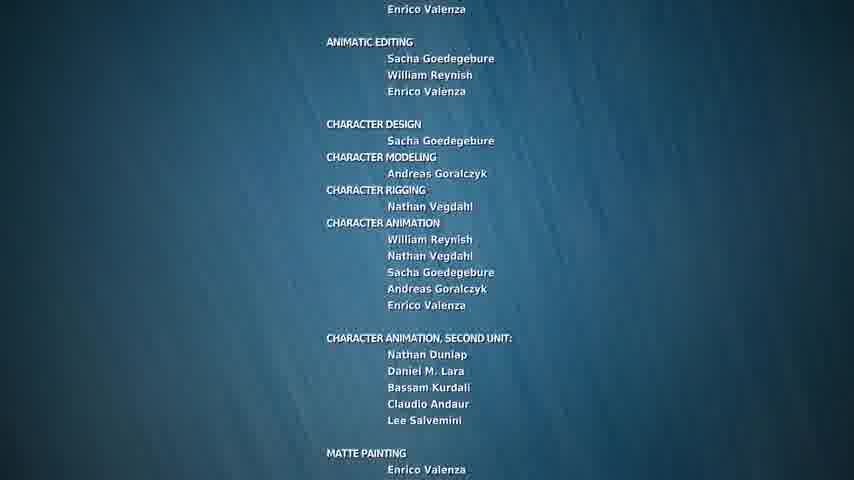 Enrico Valenza
ANIMATIC EDITING
Sacha Goedegebure
William Reynish
Enrico Valenza
CHARACTER DESIGN
Sacha Goedegebure
CHARACTER MODELING
Andreas Goralczyk
CHARACTER RIGGING
Nathan Vegdahl
CHARACTER ANIMATION
William Reynish
Nathan Vegdahl
Sacha Goedegebure
Andreas Goralczyk
Enrico Valenza
CHARACTER ANIMATION, SECOND UNIT:
Nathan Dunlap
Daniel M. Lara
Bassam Kurdali
Claudio Andaur
Lee Salvemini
MATTE PAINTING
Enrico Valenza